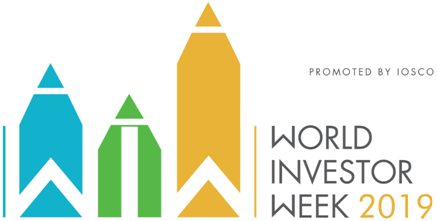 PROMOTED BY IOSCO
WORLD
INVESTOR
WEEK 2019